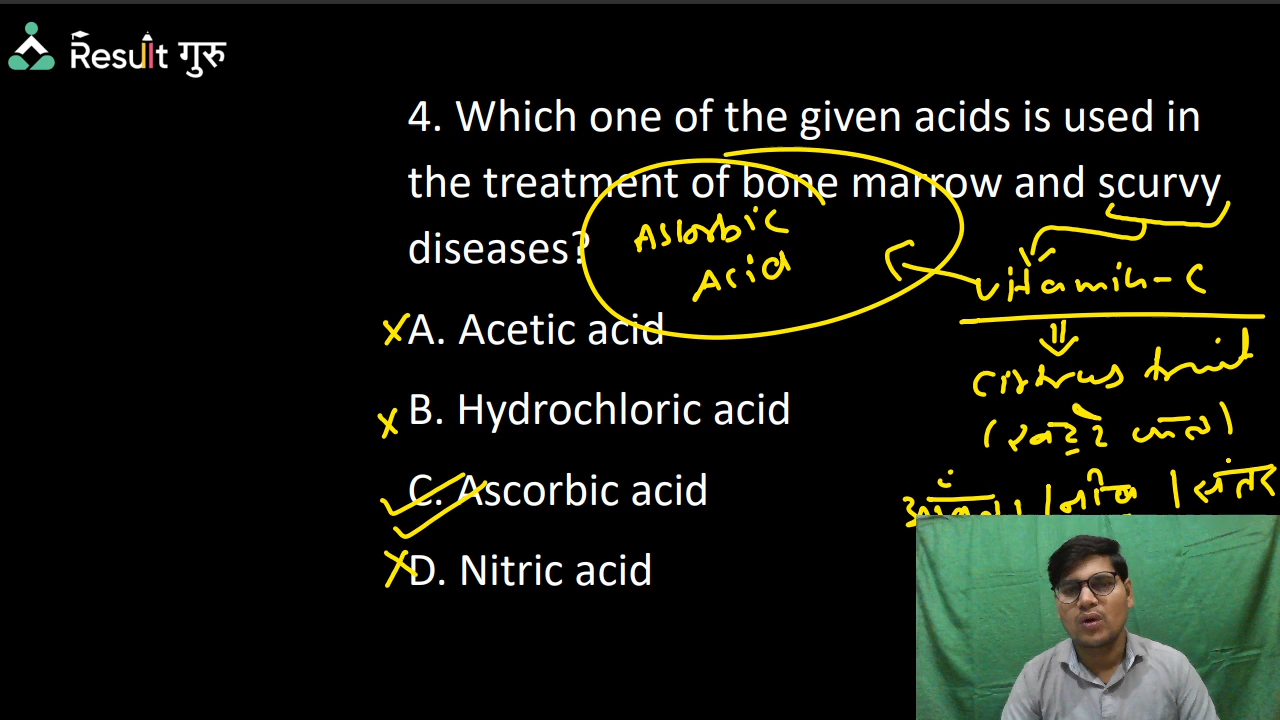 Result गुरु
4. Which one of the given acids is used in
the treatment of bone marrow and scurvy
diseases?
Ascorbic
Acid
vitamin-C
A. Acetic acid
citrus fruit
B. Hydrochloric acid
C. Ascorbic acid
D. Nitric acid